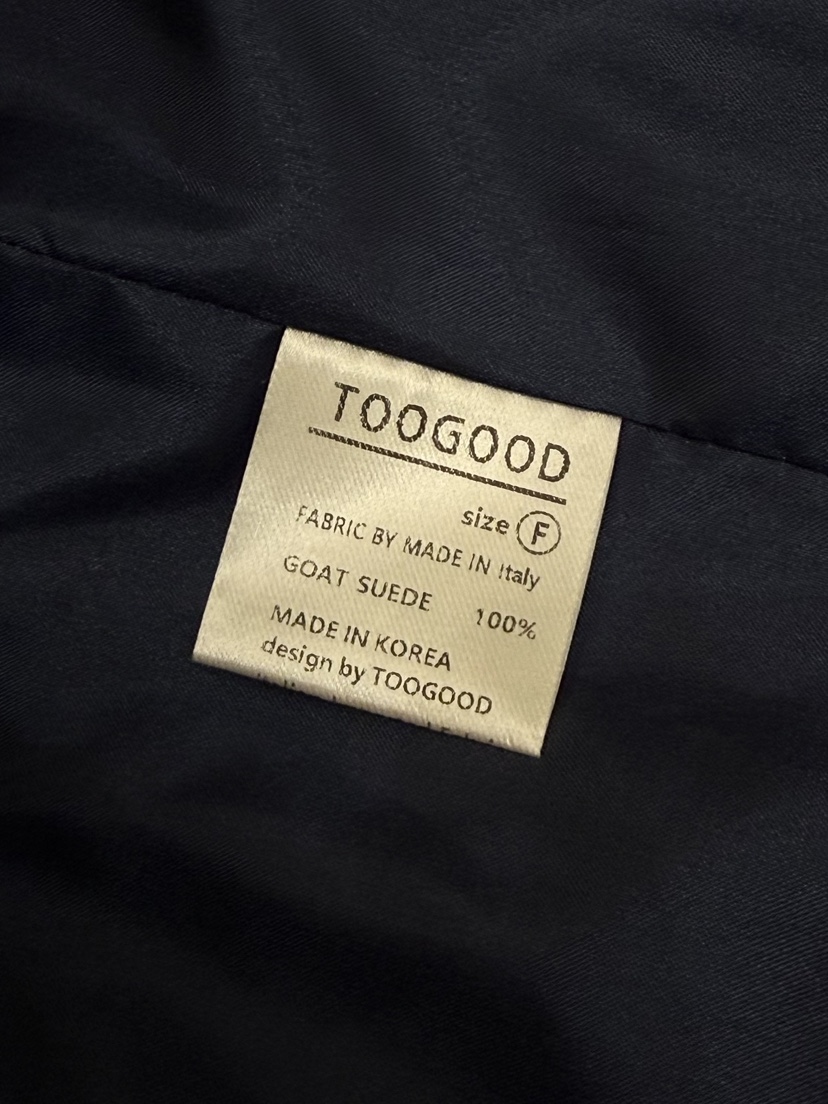 TOOGOOD
size F
FABRIC BY MADE IN Italy
GOAT SUEDE 100%
MADE IN KOREA
design by TOOGOOD